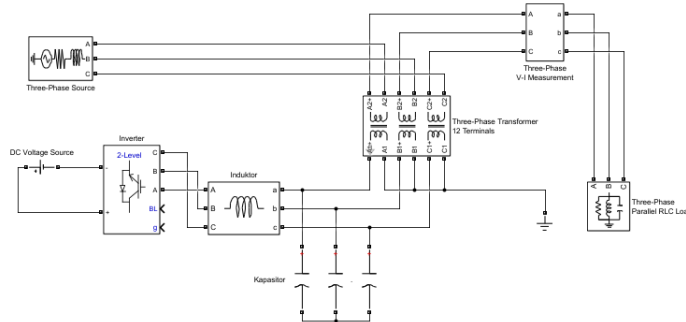 A
B
C
a
b
c
Three-Phase
V-I Measurement
A
B
C
Three-Phase Source
A2+
A2
B2+
B2
C2+
C2
A1
B1+
B1
C1+
C1
Three-Phase Transformer
12 Terminals
DC Voltage Source
+
Inverter
2-Level
-
+
C
B
A
BL
g
Induktor
A
B
C
a
b
c
Kapasitor
A
B
C
Three-Phase
Parallel RLC Loa